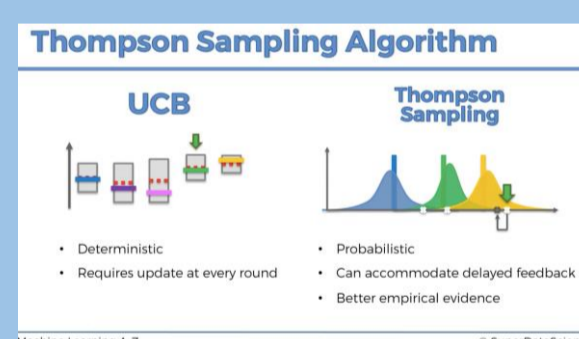 Thompson Sampling Algorithm
UCB
• Deterministic
• Requires update at every round
Thompson
Sampling
• Probabilistic
• Can accommodate delayed feedback
• Better empirical evidence